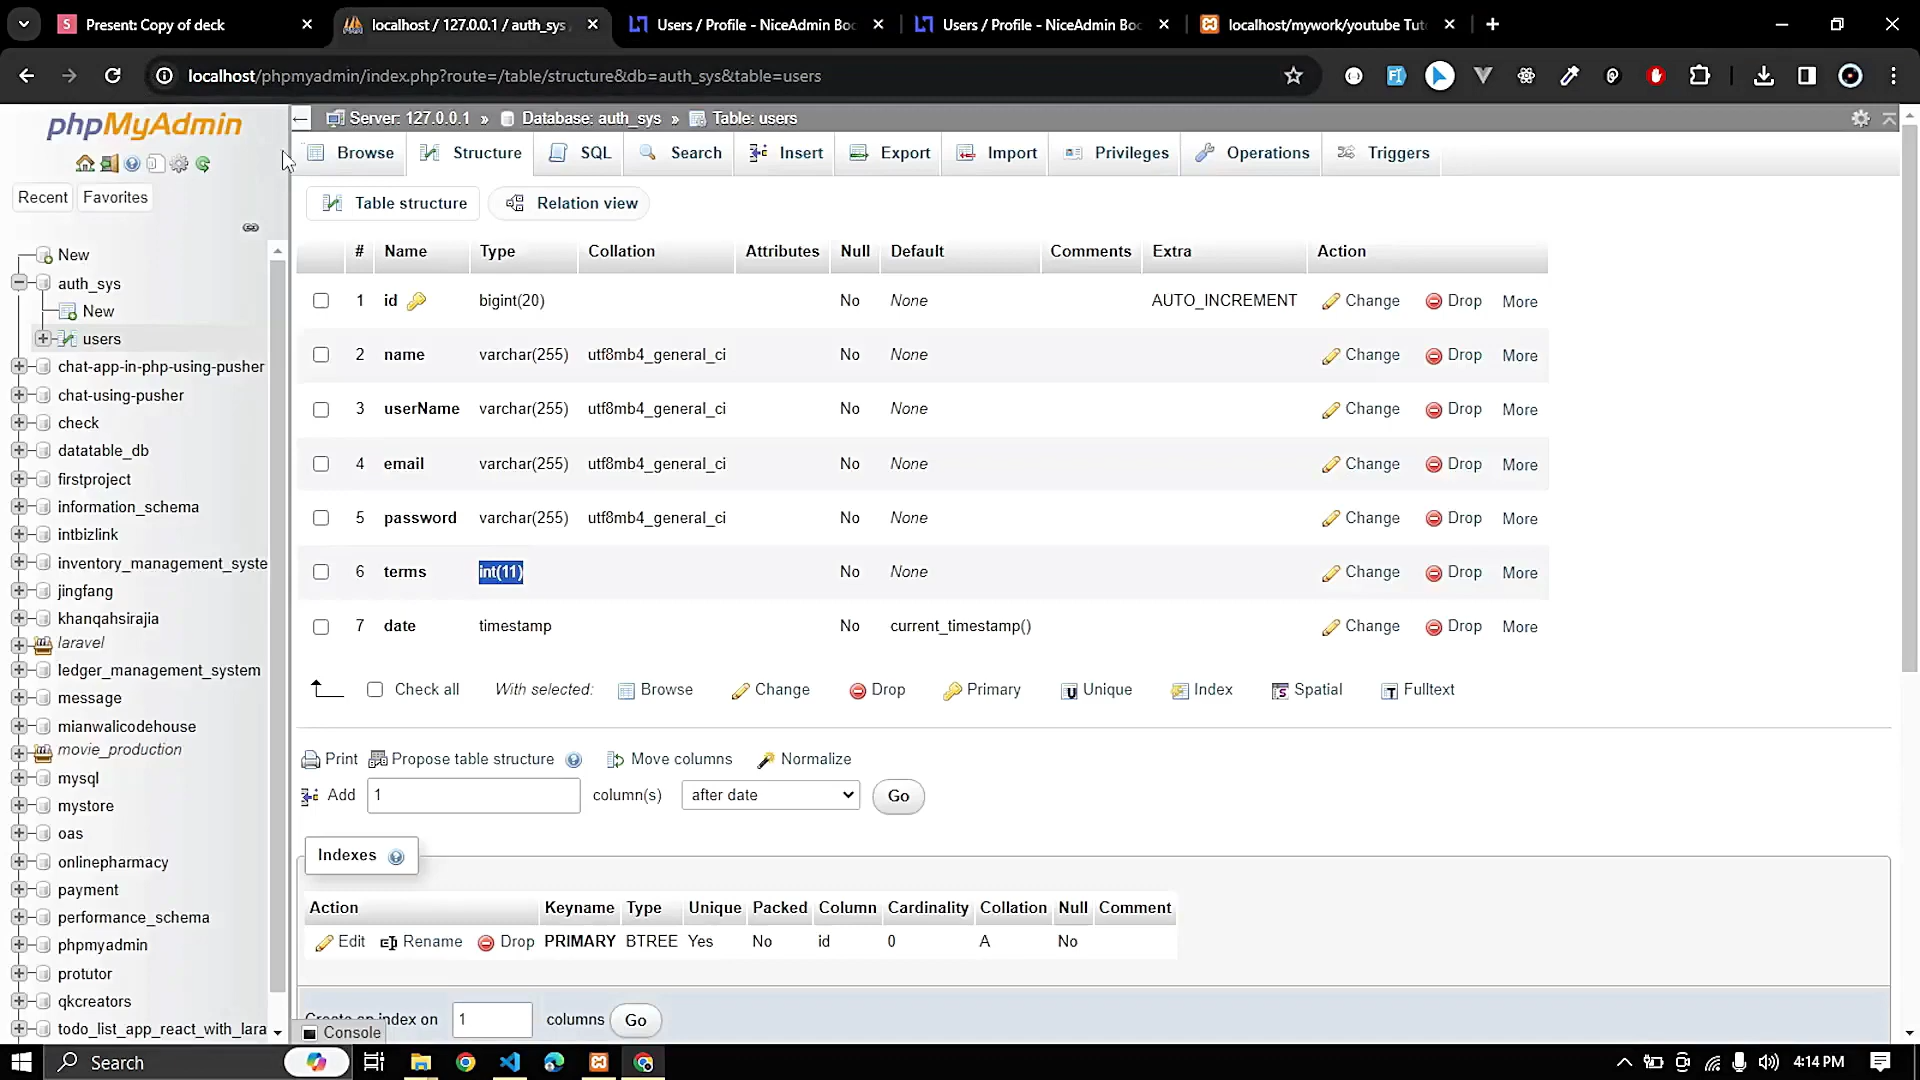 Present: Copy of deck
localhost / 127.0.0.1 / auth_sys
Users / Profile - NiceAdmin Boo
Users / Profile - NiceAdmin Boo
localhost/mywork/youtube Tuto
localhost/phpmyadmin/index.php?route=/table/structure&db=auth_sys&table=users
phpMyAdmin
Recent Favorites
New
auth_sys
New
users
chat-app-in-php-using-pusher
chat-using-pusher
check
datatable_db
firstproject
information_schema
intbizlink
inventory_management_syste
jingfang
khanqahsirajia
laravel
ledger_management_system
message
mianwalicodehouse
movie_production
mysql
mystore
oas
onlinepharmacy
payment
performance_schema
phpmyadmin
protutor
qkcreators
todo_list_app_react_with_lara
Server: 127.0.0.1 » Database: auth_sys » Table: users
Browse Structure SQL Search Insert Export Import Privileges Operations Triggers
Table structure Relation view
# Name Type Collation Attributes Null Default Comments Extra Action
1 id bigint(20) No None AUTO_INCREMENT Change Drop More
2 name varchar(255) utf8mb4_general_ci No None Change Drop More
3 userName varchar(255) utf8mb4_general_ci No None Change Drop More
4 email varchar(255) utf8mb4_general_ci No None Change Drop More
5 password varchar(255) utf8mb4_general_ci No None Change Drop More
6 terms int(11) No None Change Drop More
7 date timestamp No current_timestamp() Change Drop More
Check all With selected: Browse Change Drop Primary Unique Index Spatial Fulltext
Print Propose table structure Move columns Normalize
Add 1 column(s) after date Go
Indexes
Action Keyname Type Unique Packed Column Cardinality Collation Null Comment
Edit Rename Drop PRIMARY BTREE Yes No id 0 A No
Create an index on 1 columns Go
Console
Search
4:14 PM